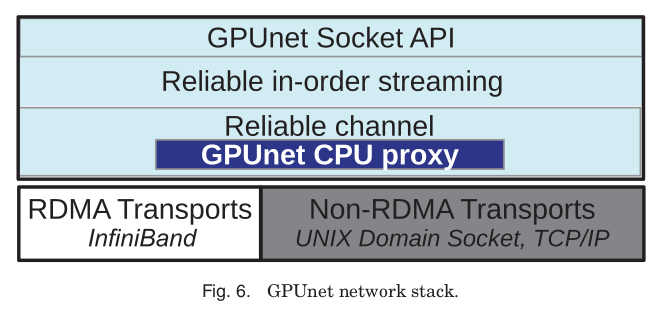 GPUnet Socket API
Reliable in-order streaming
Reliable channel
GPUnet CPU proxy
RDMA Transports
InfiniBand
Non-RDMA Transports
UNIX Domain Socket, TCP/IP
Fig. 6. GPUnet network stack.